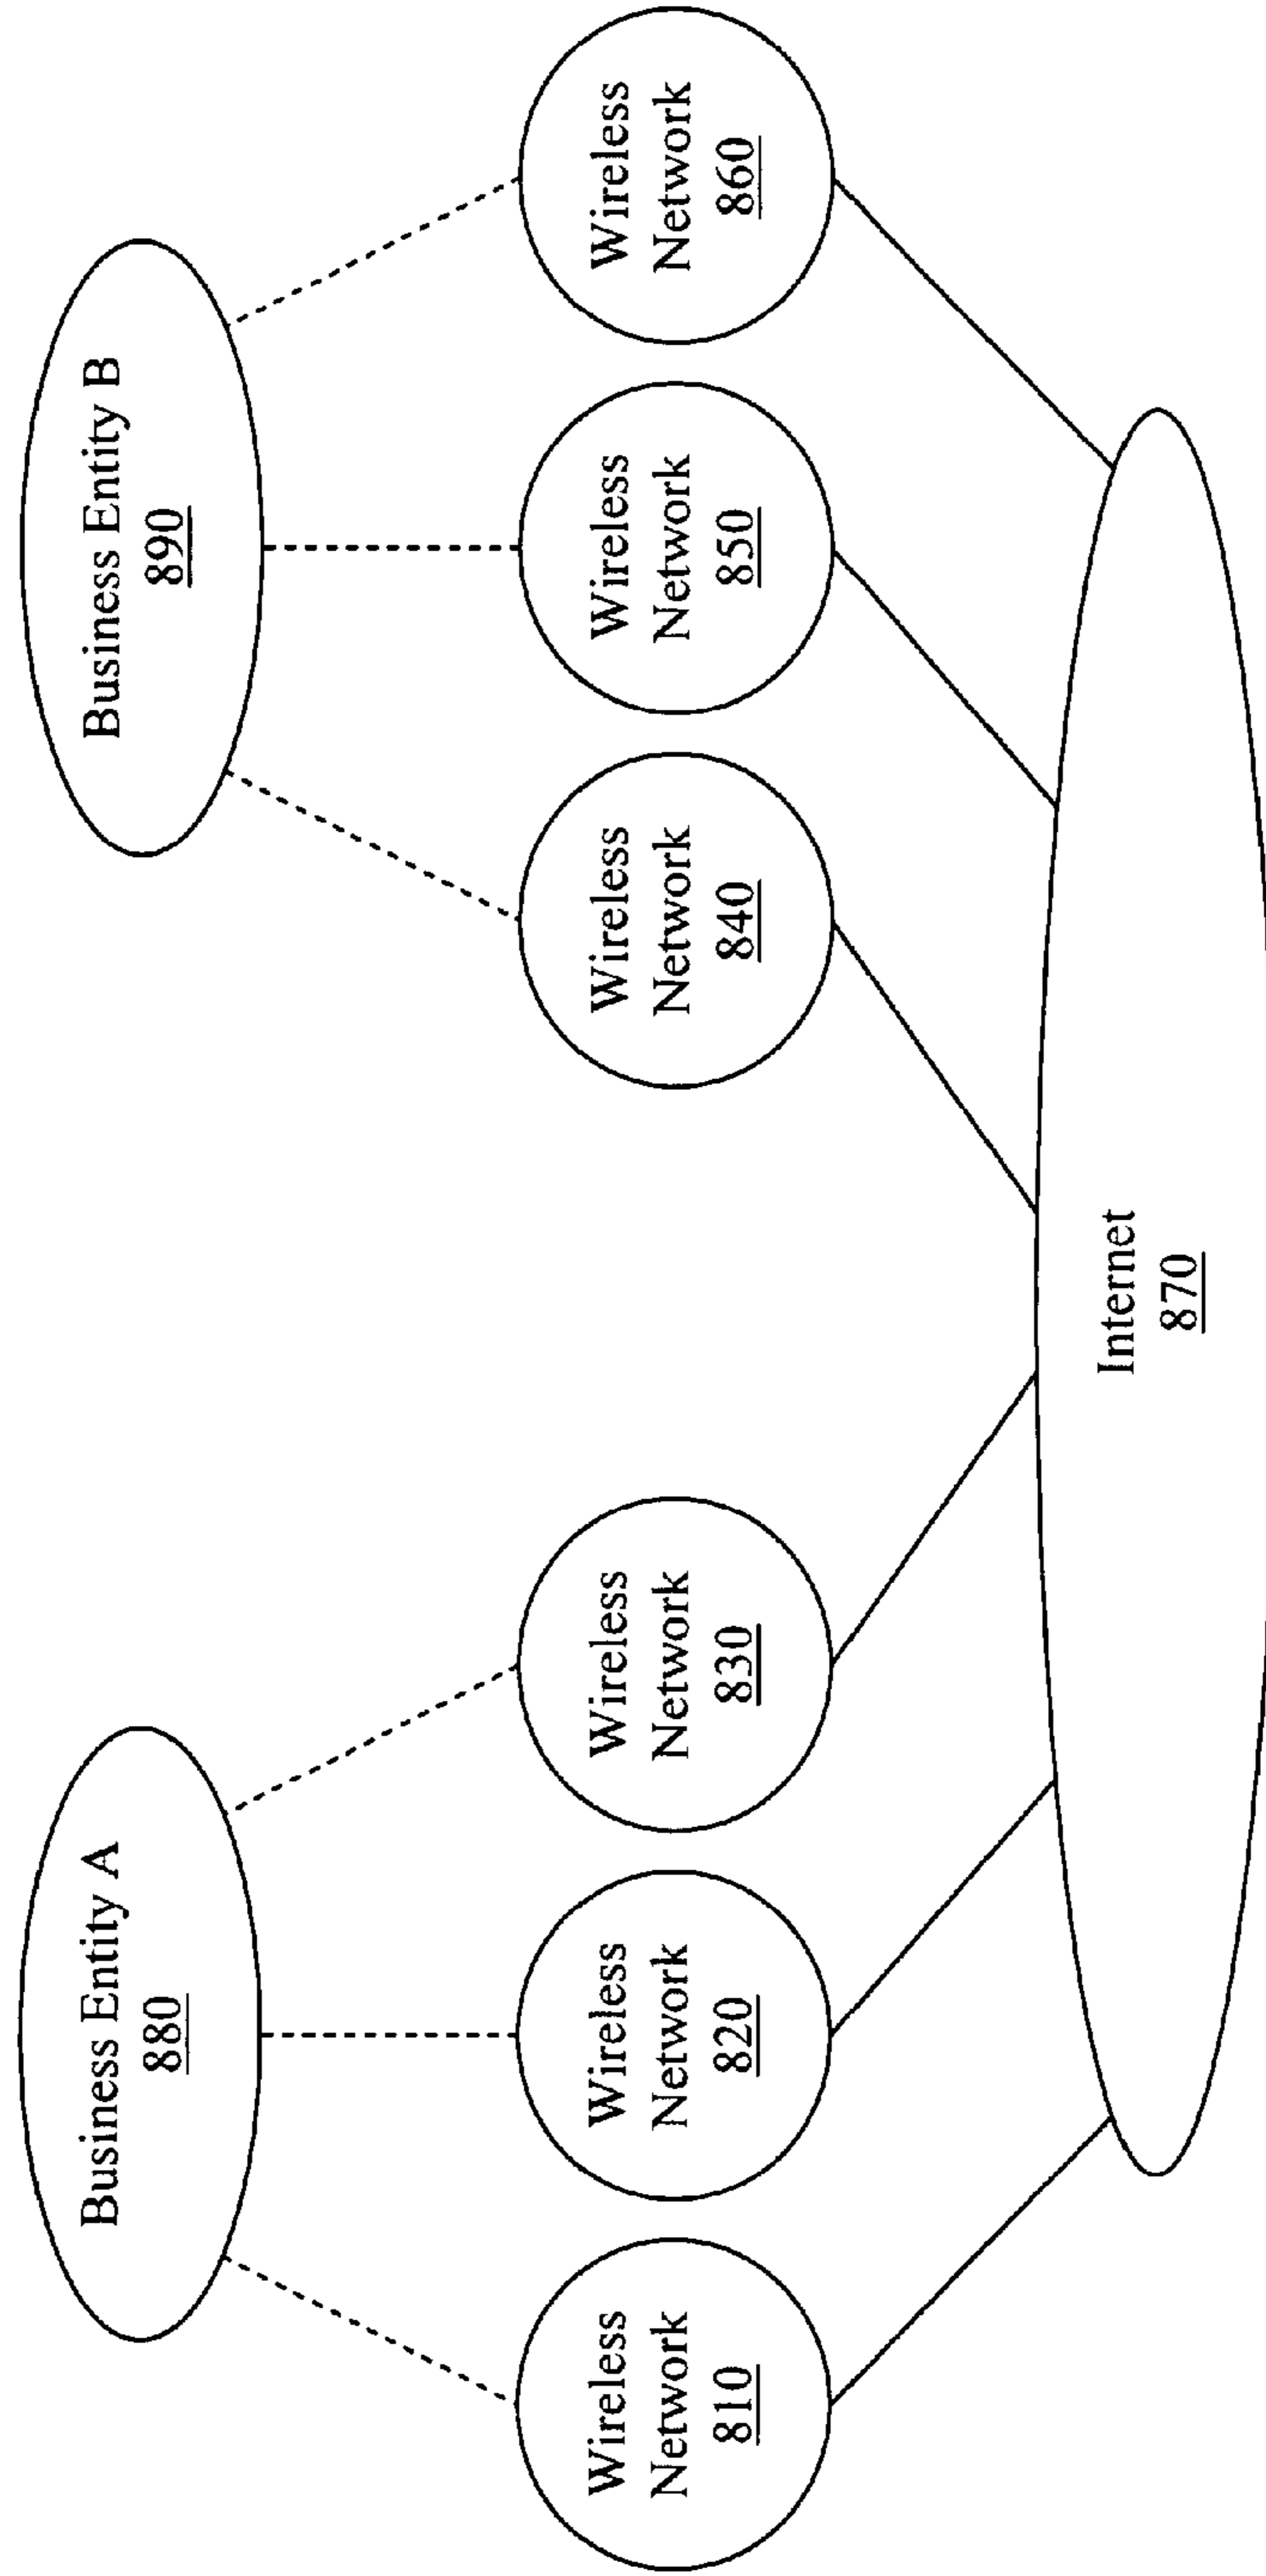 Business Entity A
880
Business Entity B
890
Wireless
Network
810
Wireless
Network
820
Wireless
Network
830
Wireless
Network
840
Wireless
Network
850
Wireless
Network
860
Internet
870